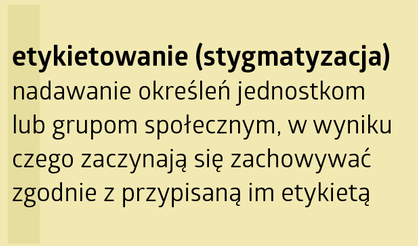 etykietowanie (stygmatyzacja)
nadawanie określeń jednostkom
lub grupom społecznym, w wyniku
czego zaczynają się zachowywać
zgodnie z przypisaną im etykietą